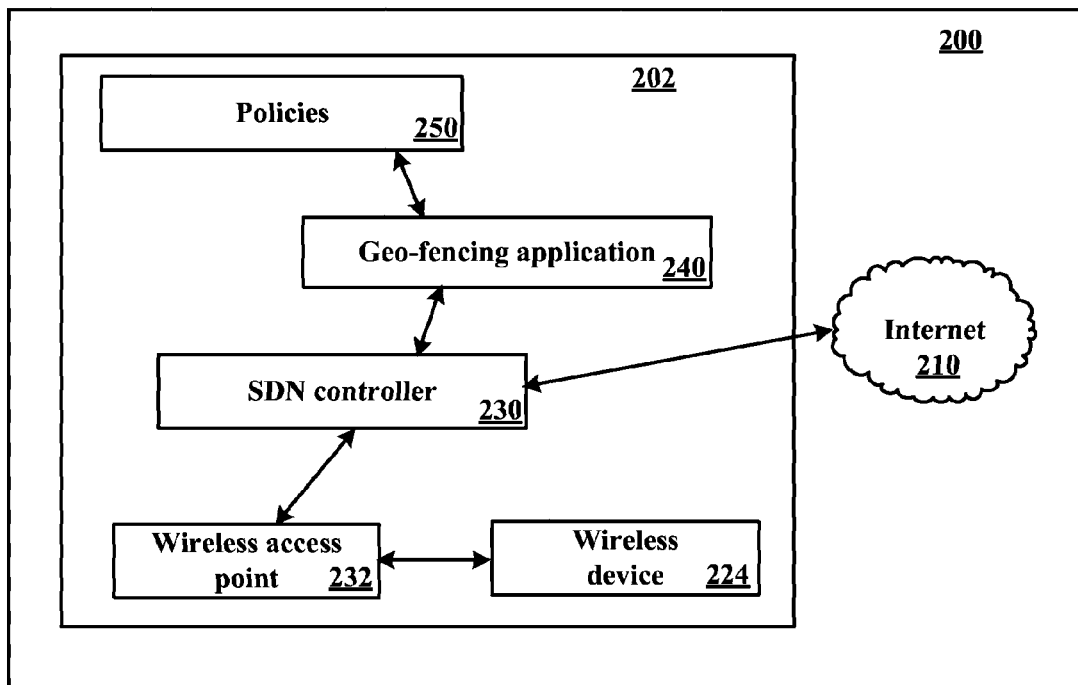 200
202
Policies
250
Geo-fencing application
240
Internet
210
SDN controller
230
Wireless access
point
232
Wireless
device
224